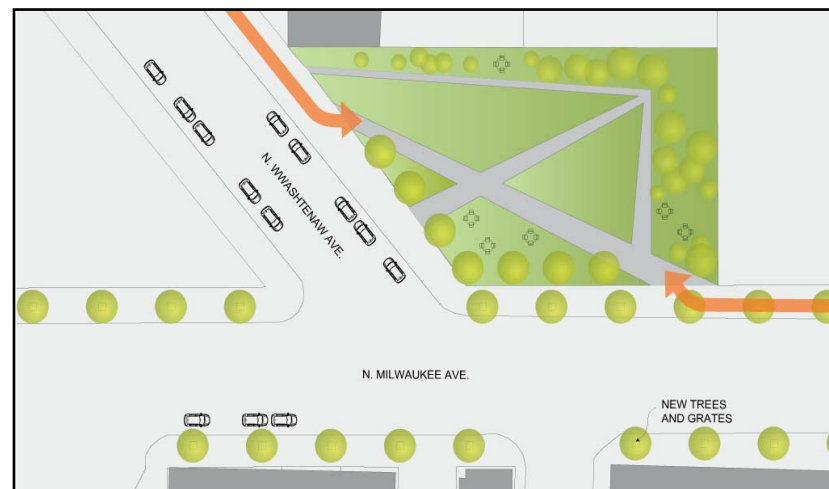 N. WWASHTENAW AVE.
N. MILWAUKEE AVE.
NEW TREES
AND GRATES